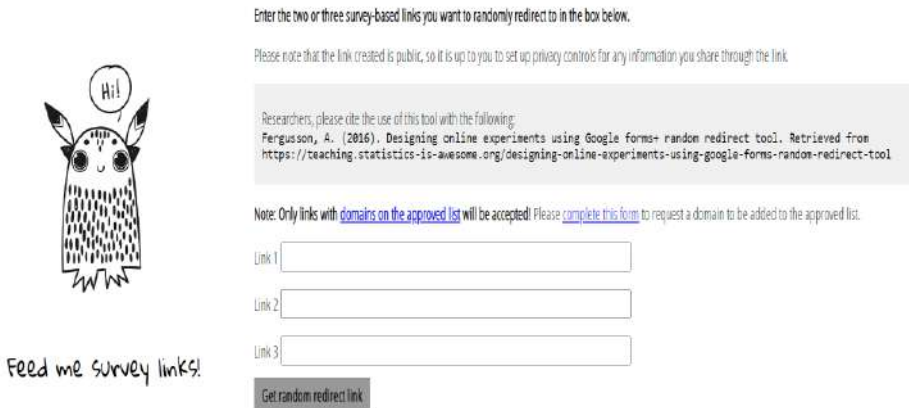 Enter the two or three survey-based links you want to randomly redirect to in the box below.
Please note that the link created is public, so it is up to you to set up privacy controls for any information you share through the link.
Hi!
Researchers, please cite the use of this tool with the following:
Fergusson, A. (2016). Designing online experiments using Google forms+ random redirect tool. Retrieved from
https://teaching.statistics-is-awesome.org/designing-online-experiments-using-google-forms-random-redirect-tool
Note: Only links with domains on the approved list will be accepted! Please complete this form to request a domain to be added to the approved list.
Link 1
Link 2
Link 3
Feed me survey links!
Get random redirect link